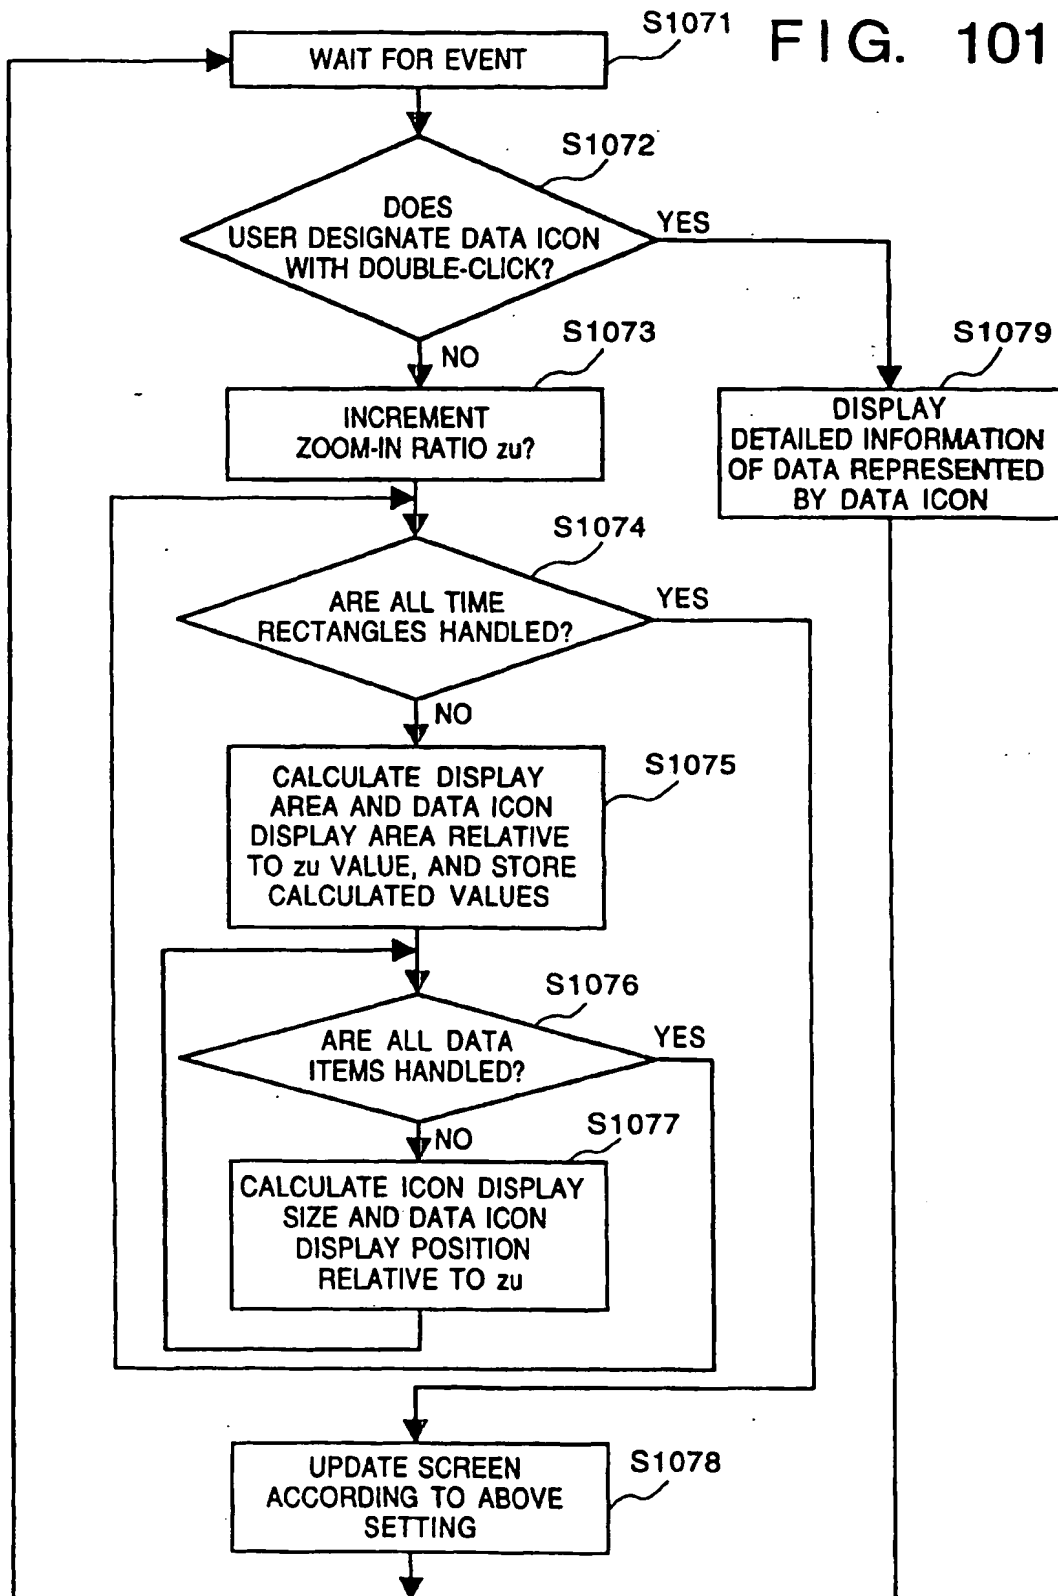 FIG. 101
S1071
WAIT FOR EVENT
S1072
DOES
USER DESIGNATE DATA ICON
WITH DOUBLE-CLICK?
YES
NO
S1073
INCREMENT
ZOOM-IN RATIO zu?
S1079
DISPLAY
DETAILED INFORMATION
OF DATA REPRESENTED
BY DATA ICON
S1074
ARE ALL TIME
RECTANGLES HANDLED?
YES
NO
S1075
CALCULATE DISPLAY
AREA AND DATA ICON
DISPLAY AREA RELATIVE
TO zu VALUE, AND STORE
CALCULATED VALUES
S1076
ARE ALL DATA
ITEMS HANDLED?
YES
NO
S1077
CALCULATE ICON DISPLAY
SIZE AND DATA ICON
DISPLAY POSITION
RELATIVE TO zu
S1078
UPDATE SCREEN
ACCORDING TO ABOVE
SETTING